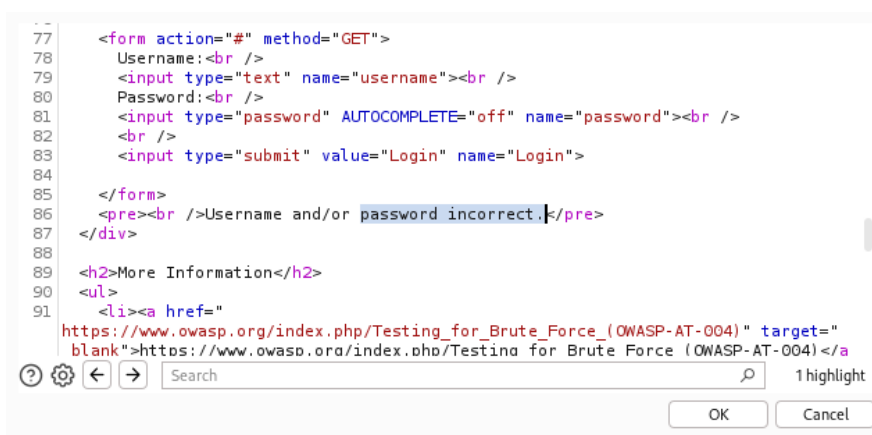 77 <form action="#" method="GET">
78 Username:<br />
79 <input type="text" name="username"><br />
80 Password:<br />
81 <input type="password" AUTOCOMPLETE="off" name="password"><br />
82 <br />
83 <input type="submit" value="Login" name="Login">
84
85 </form>
86 <pre><br />Username and/or password incorrect.</pre>
87 </div>
88
89 <h2>More Information</h2>
90 <ul>
91 <li><a href="
https://www.owasp.org/index.php/Testing_for_Brute_Force_(OWASP-AT-004)" target="
blank">https://www.owasp.org/index.php/Testing for Brute Force (OWASP-AT-004)</a
Search
1 highlight
OK
Cancel